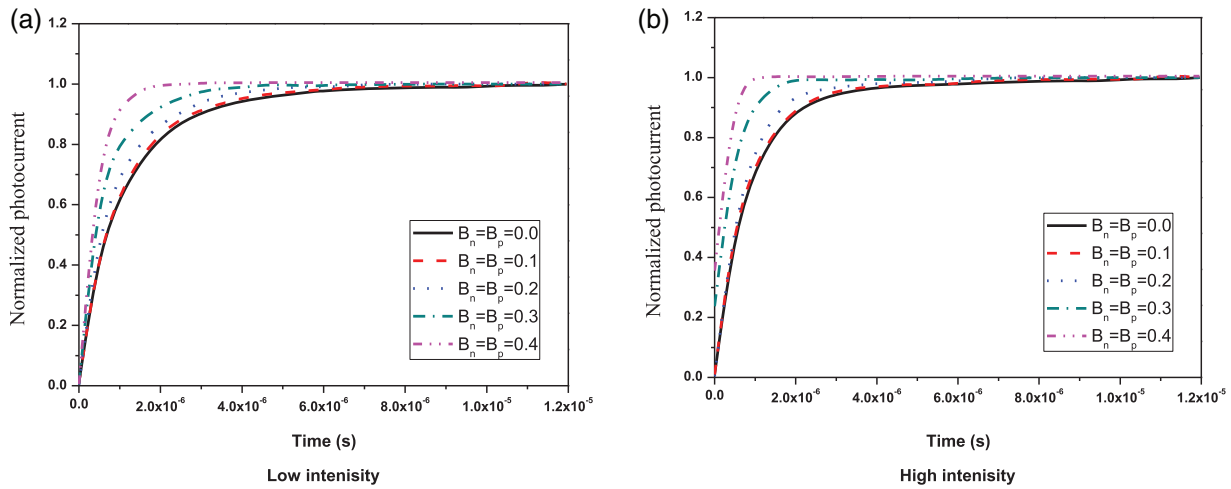 (a)
1.2
1.0
0.8
0.6
0.4
0.2
0.0
Normalized photocurrent
Bn=Bp=0.0
Bn=Bp=0.1
Bn=Bp=0.2
Bn=Bp=0.3
Bn=Bp=0.4
0.0 2.0x10-6 4.0x10-6 6.0x10-6 8.0x10-6 1.0x10-5 1.2x10-5
Time (s)
Low intenisity
(b)
1.2
1.0
0.8
0.6
0.4
0.2
0.0
Normalized photocurrent
Bn=Bp=0.0
Bn=Bp=0.1
Bn=Bp=0.2
Bn=Bp=0.3
Bn=Bp=0.4
0.0 2.0x10-6 4.0x10-6 6.0x10-6 8.0x10-6 1.0x10-5 1.2x10-5
Time (s)
High intenisity